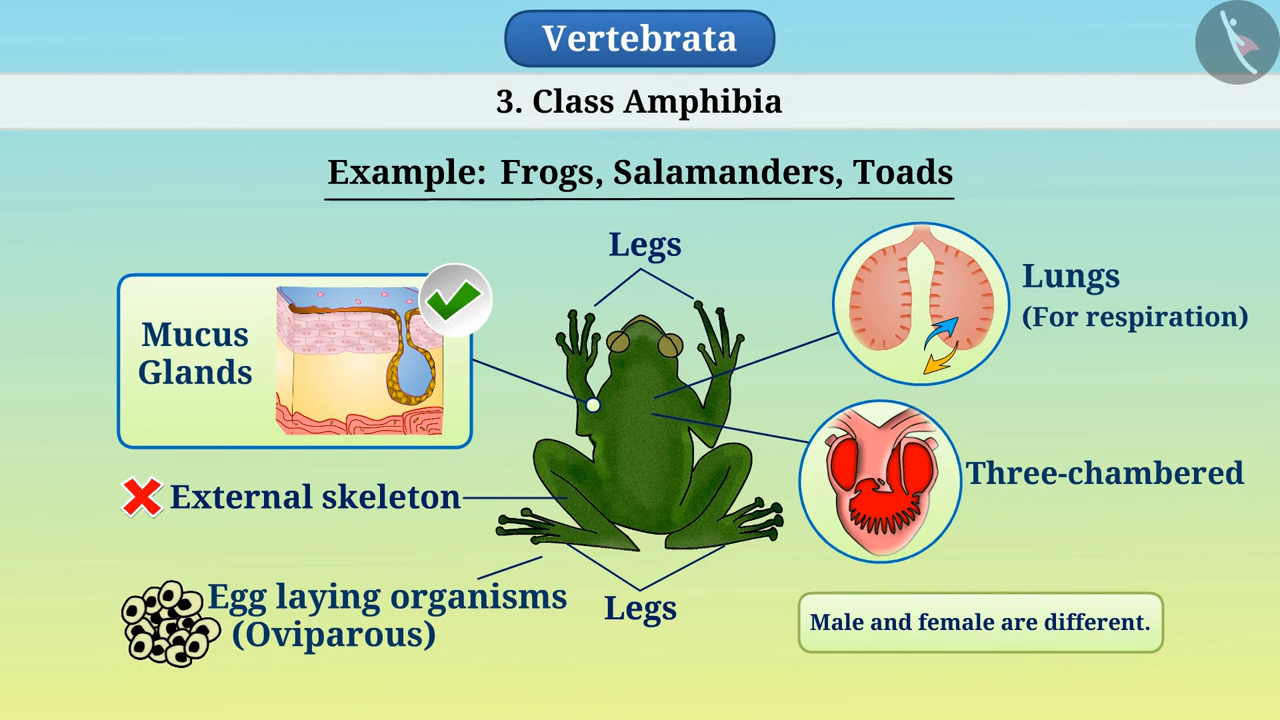 Vertebrata
3. Class Amphibia
Example: Frogs, Salamanders, Toads
Legs
Mucus
Glands
Lungs
(For respiration)
Three-chambered
External skeleton
Egg laying organisms
(Oviparous)
Legs
Male and female are different.